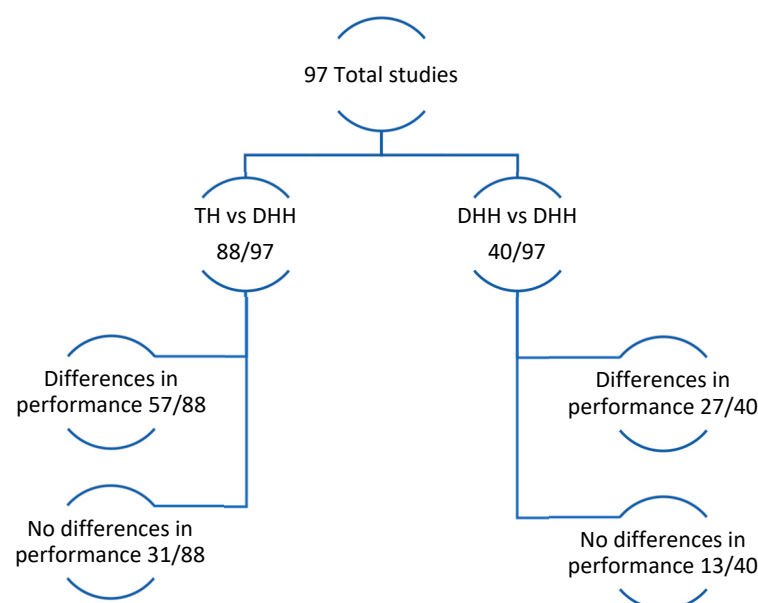 97 Total studies
TH vs DHH
88/97
DHH vs DHH
40/97
Differences in
performance 57/88
Differences in
performance 27/40
No differences in
performance 31/88
No differences in
performance 13/40